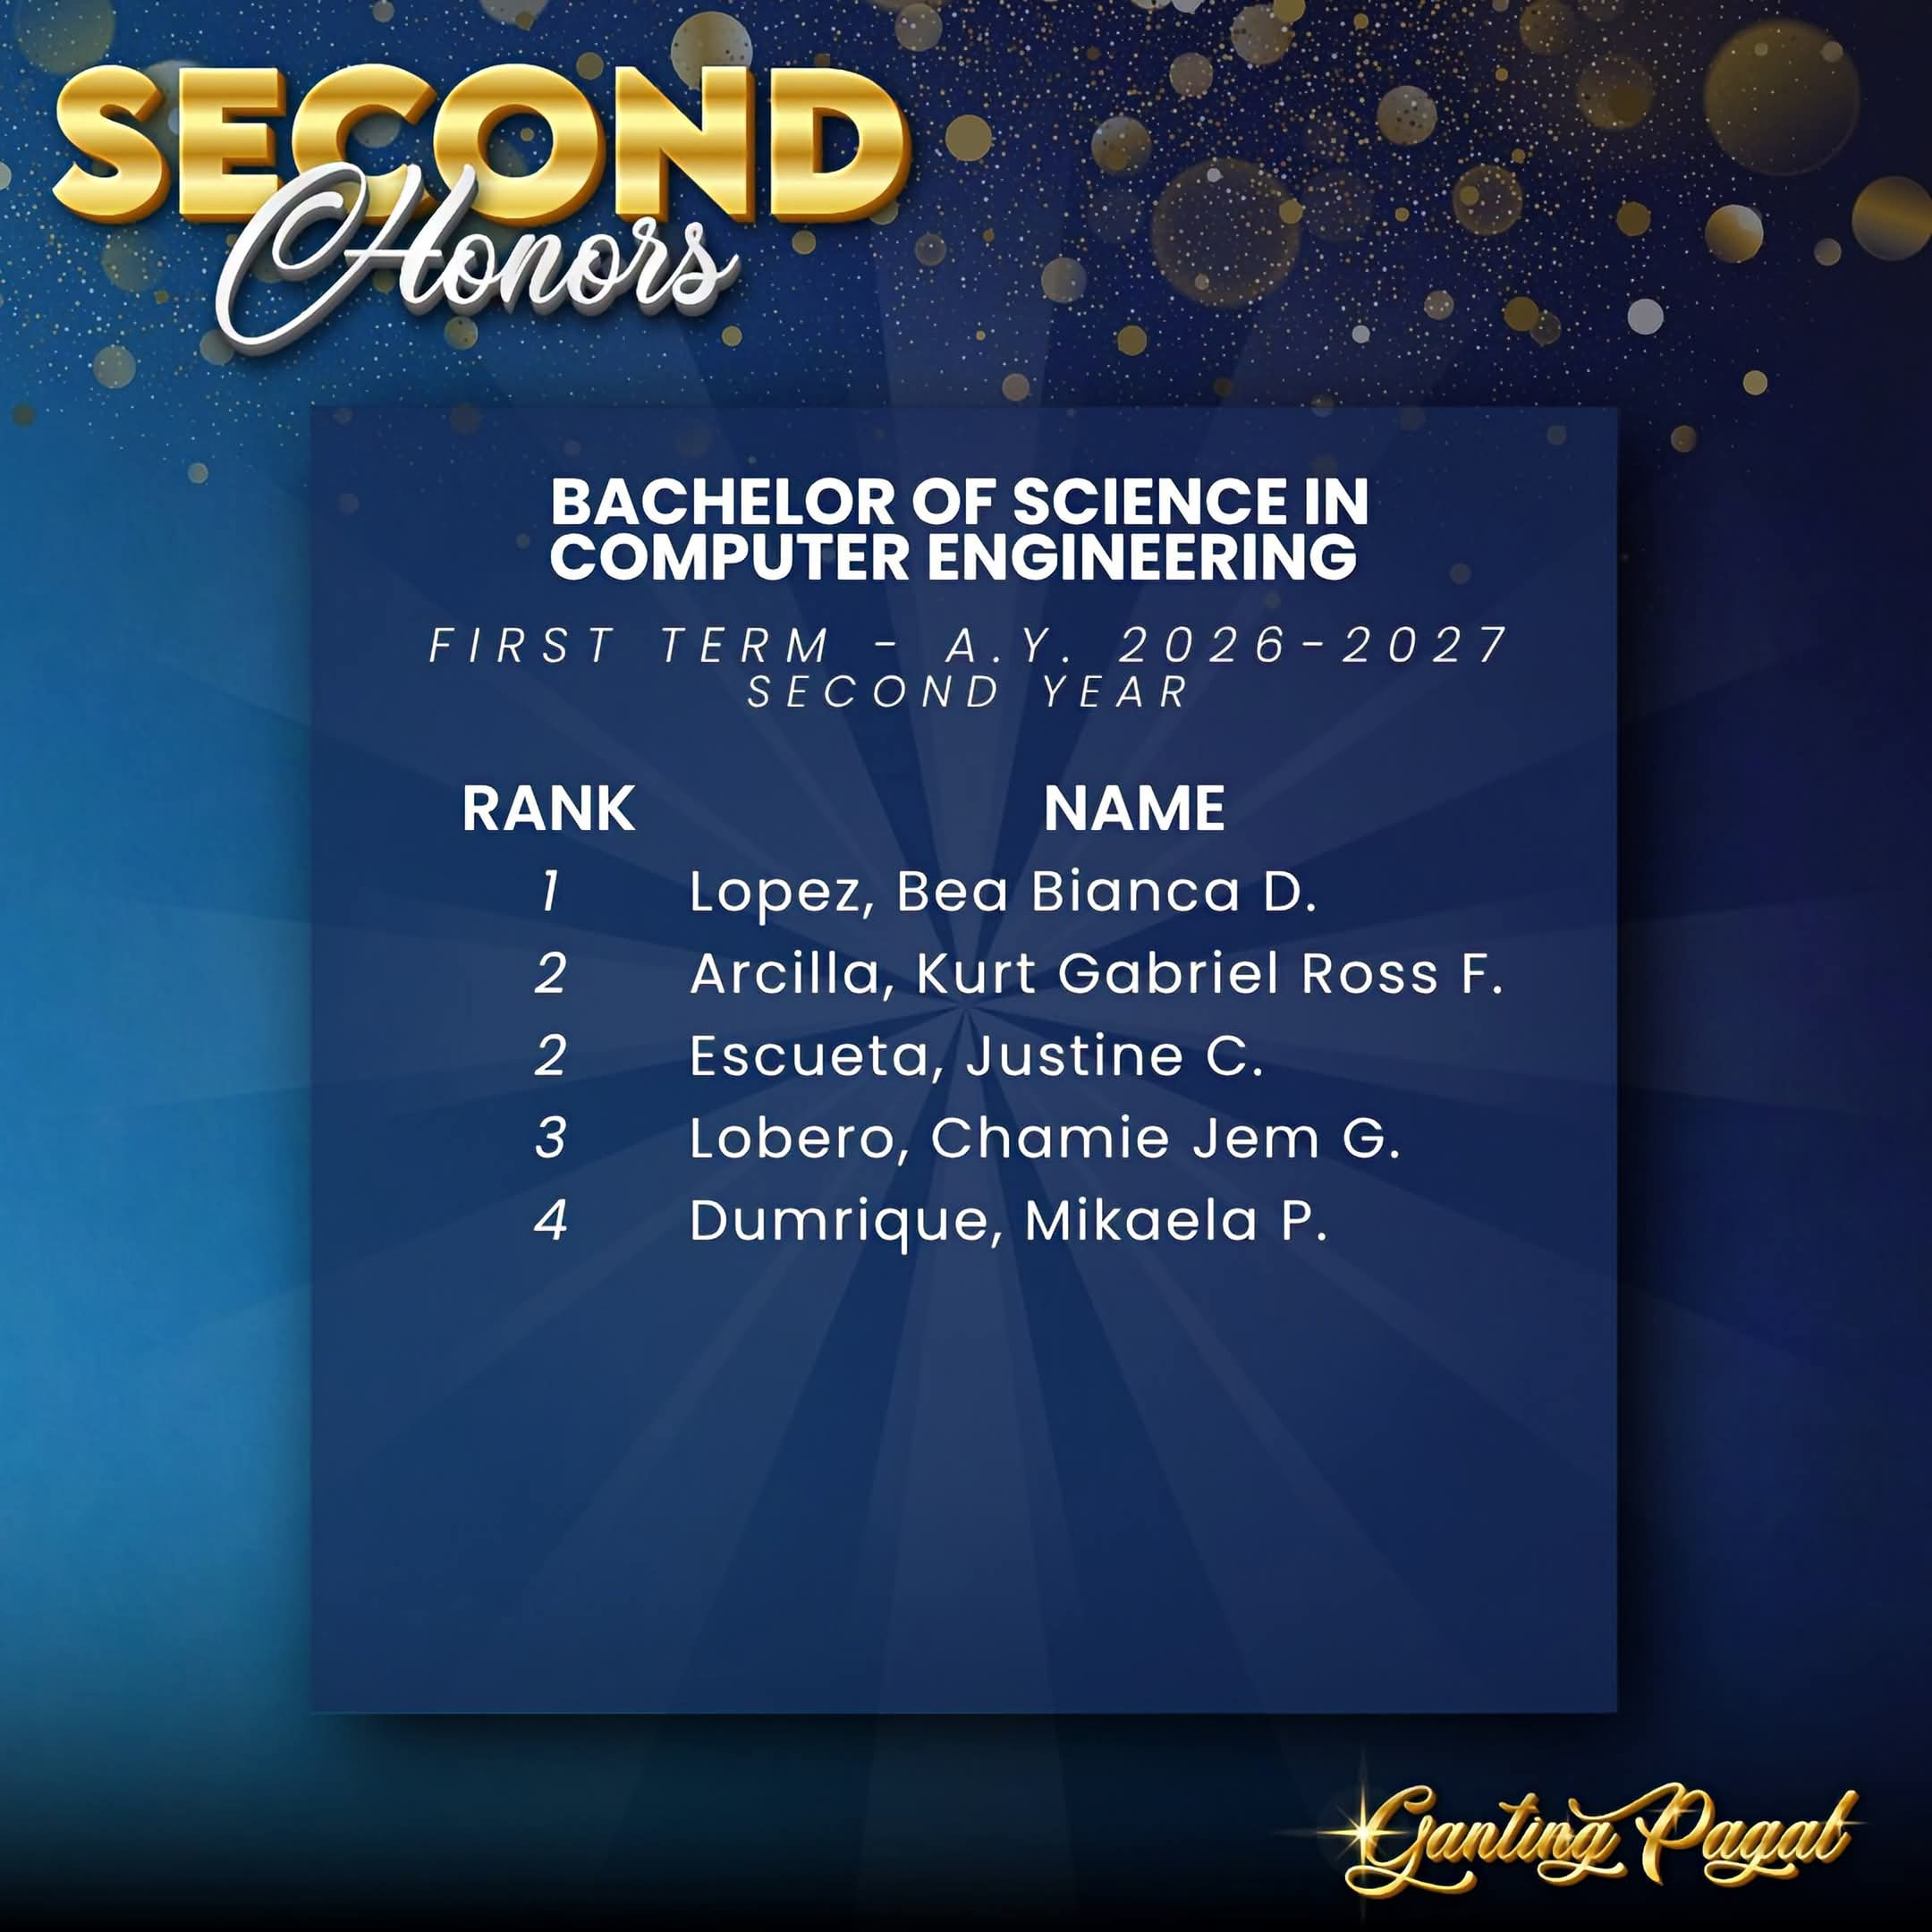 SECOND
Honors
BACHELOR OF SCIENCE IN
COMPUTER ENGINEERING
FIRST TERM - A.Y. 2026-2027
SECOND YEAR
RANK NAME
1 Lopez, Bea Bianca D.
2 Arcilla, Kurt Gabriel Ross F.
2 Escueta, Justine C.
3 Lobero, Chamie Jem G.
4 Dumrique, Mikaela P.
Ganting Pagal